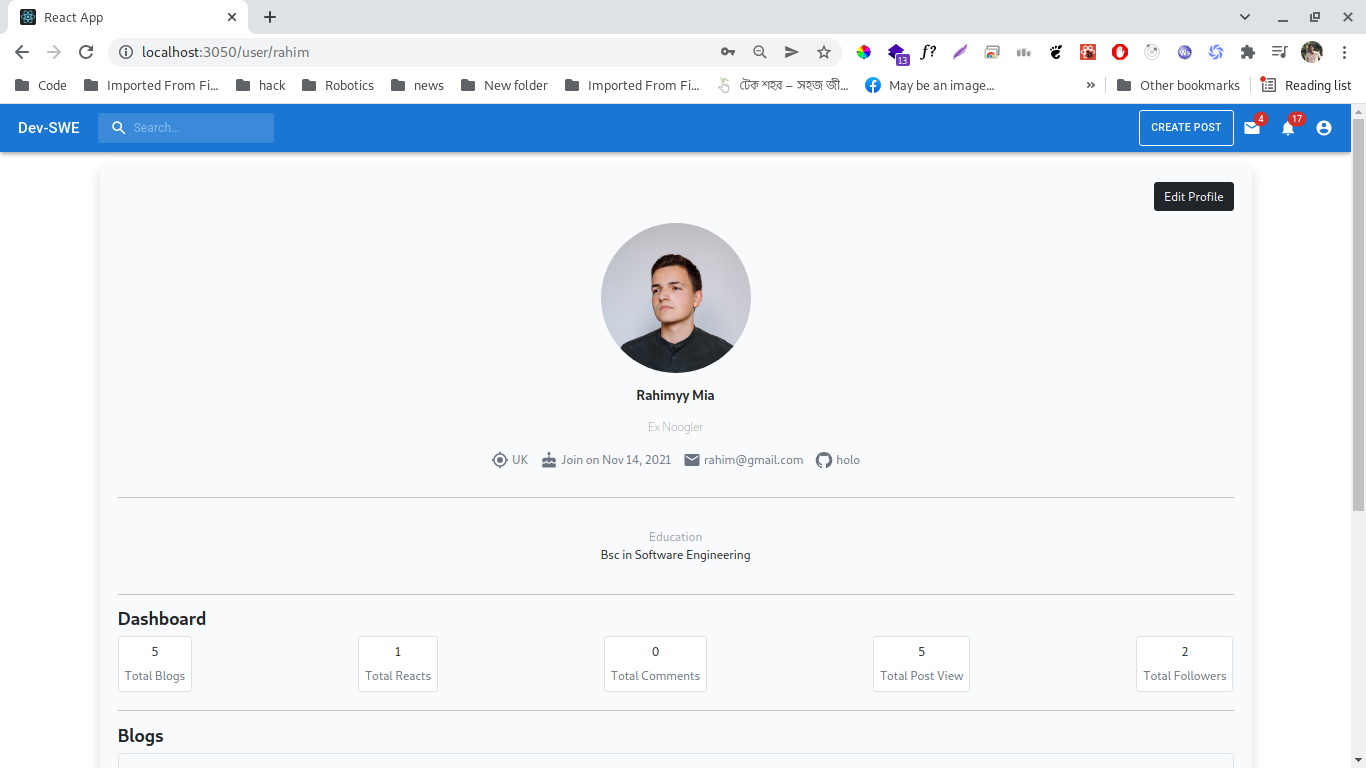 React App
localhost:3050/user/rahim
13
Code Imported From Fi... hack Robotics news New folder Imported From Fi... টেক শহর – সহজ জী... May be an image... » Other bookmarks Reading list
Dev-SWE Search... CREATE POST 4 17
Edit Profile
Rahimyy Mia
Ex Noogler
UK Join on Nov 14, 2021 rahim@gmail.com holo
Education
Bsc in Software Engineering
Dashboard
5 1 0 5 2
Total Blogs Total Reacts Total Comments Total Post View Total Followers
Blogs